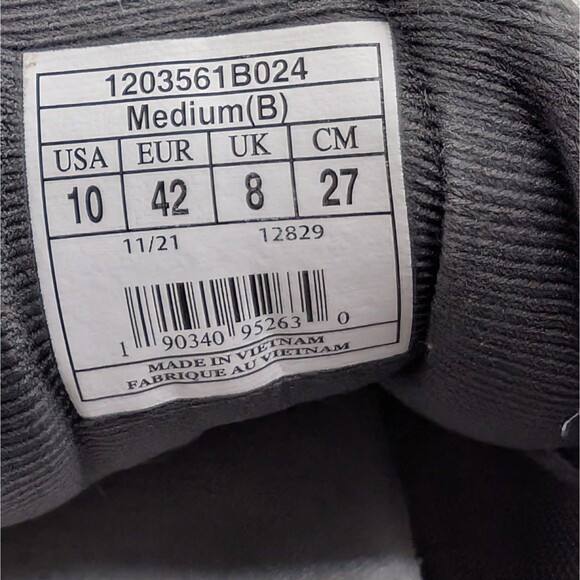 1203561B024
Medium(B)
USA EUR UK CM
10 42 8 27
11/21 12829
1 90340 95263 0
MADE IN VIETNAM
FABRIQUE AU VIETNAM